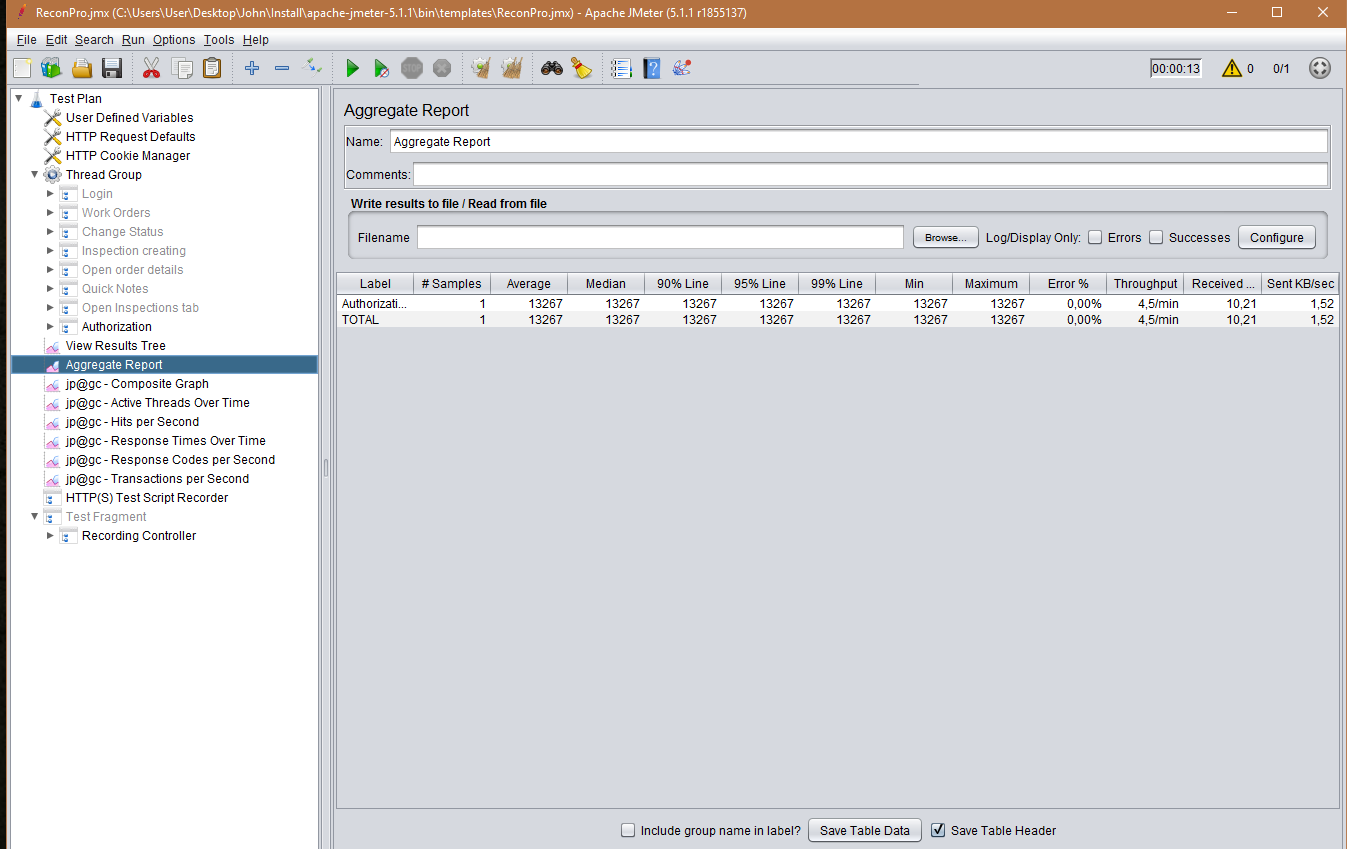 ReconPro.jmx (C:\Users\User\Desktop\John\Install\apache-jmeter-5.1.1\bin\templates\ReconPro.jmx) - Apache JMeter (5.1.1 r1855137)
File Edit Search Run Options Tools Help
STOP 00:00:13 0 0/1
Test Plan
User Defined Variables
HTTP Request Defaults
HTTP Cookie Manager
Thread Group
Login
Work Orders
Change Status
Inspection creating
Open order details
Quick Notes
Open Inspections tab
Authorization
View Results Tree
Aggregate Report
jp@gc - Composite Graph
jp@gc - Active Threads Over Time
jp@gc - Hits per Second
jp@gc - Response Times Over Time
jp@gc - Response Codes per Second
jp@gc - Transactions per Second
HTTP(S) Test Script Recorder
Test Fragment
Recording Controller
Aggregate Report
Name: Aggregate Report
Comments:
Write results to file / Read from file
Filename Browse... Log/Display Only: Errors Successes Configure
Label # Samples Average Median 90% Line 95% Line 99% Line Min Maximum Error % Throughput Received ... Sent KB/sec
Authorizati... 1 13267 13267 13267 13267 13267 13267 13267 0,00% 4,5/min 10,21 1,52
TOTAL 1 13267 13267 13267 13267 13267 13267 13267 0,00% 4,5/min 10,21 1,52
Include group name in label? Save Table Data Save Table Header